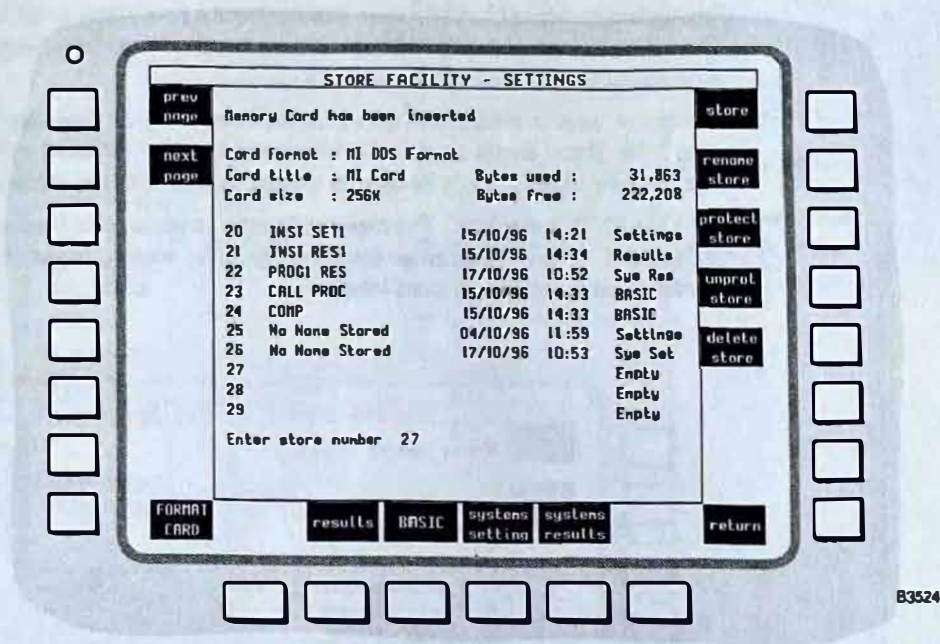 STORE FACILITY - SETTINGS
prev page
Memory Card has been inserted
store
next page
Card format : MI DOS Format
Card title : MI Card Bytes used : 31,863
Card size : 256K Bytes free : 222,208
rename store
20 INST SET1 15/10/96 14:21 Settings
protect store
21 INST RES1 15/10/96 14:34 Results
22 PROG1 RES 17/10/96 10:52 Sys Res
unprot store
23 CALL PROC 15/10/96 14:33 BASIC
24 COMP 15/10/96 14:33 BASIC
25 No Name Stored 04/10/96 11:59 Settings
delete store
26 No Name Stored 17/10/96 10:53 Sys Set
27 Empty
28 Empty
29 Empty
Enter store number 27
FORMAT CARD
results
BASIC
systems setting
systems results
return
B3524